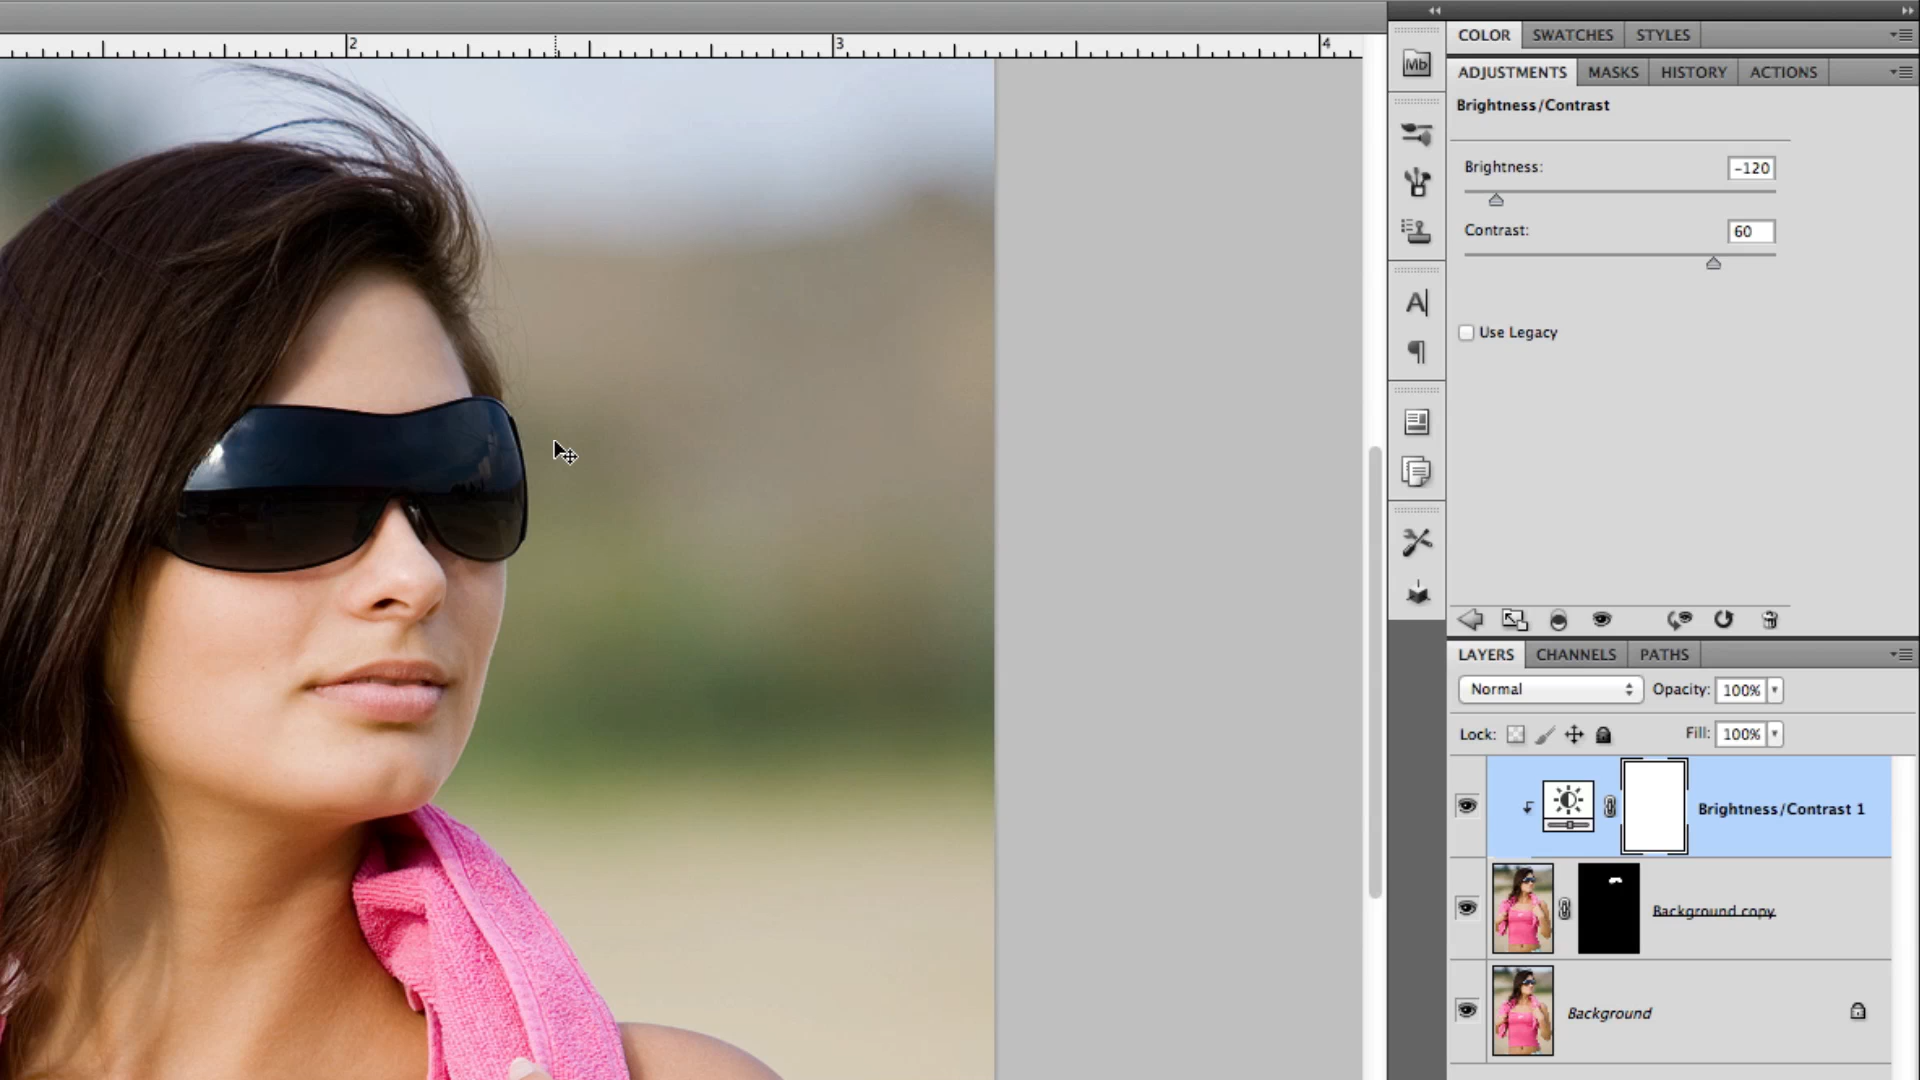 2
3
4
Mb
COLOR SWATCHES STYLES
ADJUSTMENTS MASKS HISTORY ACTIONS
Brightness/Contrast
Brightness: -120
Contrast: 60
Use Legacy
A
¶
LAYERS CHANNELS PATHS
Normal Opacity: 100%
Lock: Fill: 100%
Brightness/Contrast 1
Background copy
Background